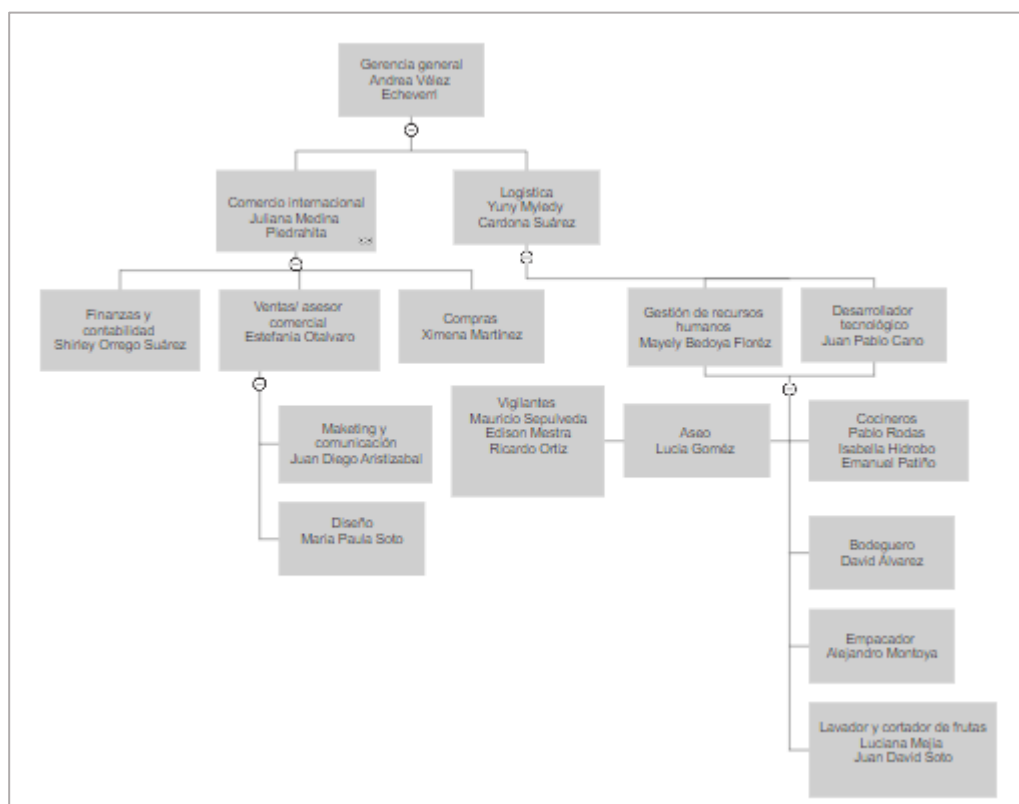 Gerencia general
Andrea Vélez
Echeverri
Comercio internacional
Juliana Medina
Piedrahita
Logística
Yuny Myledy
Cardona Suárez
Finanzas y
contabilidad
Shirley Orrego Suárez
Ventas/ asesor
comercial
Estefania Otalvaro
Compras
Ximena Martinez
Gestión de recursos
humanos
Mayely Bedoya Floréz
Desarrollador
tecnológico
Juan Pablo Cano
Maketing y
comunicación
Juan Diego Aristizabal
Diseño
Maria Paula Soto
Vigilantes
Mauricio Sepulveda
Edison Mestra
Ricardo Ortiz
Aseo
Lucia Goméz
Cocineros
Pablo Rodas
Isabella Hidrobo
Emanuel Patiño
Bodeguero
David Álvarez
Empacador
Alejandro Montoya
Lavador y cortador de frutas
Luciana Mejia
Juan David Soto